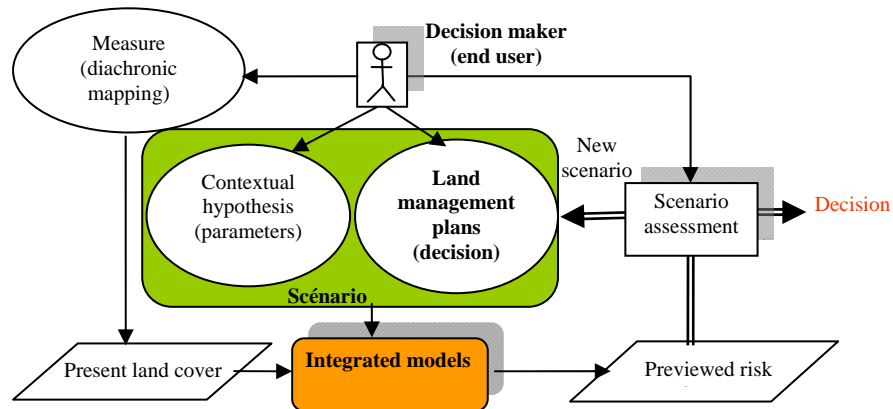 Measure
(diachronic
mapping)
Decision maker
(end user)
Contextual
hypothesis
(parameters)
Land
management
plans
(decision)
New
scenario
Scenario
assessment
Decision
Scénario
Present land cover
Integrated models
Previewed risk